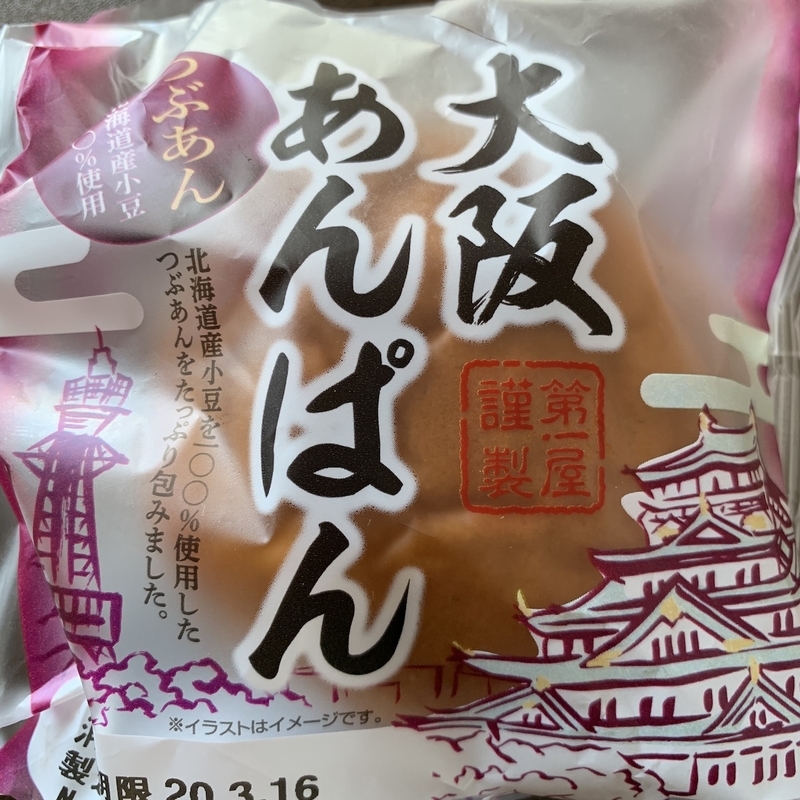 大阪
あんぱん
第一屋
謹製
つぶあん
海道産小豆
〇%使用
北海道産小豆を一〇〇%使用した
つぶあんをたっぷり包みました。
※イラストはイメージです。
期限 20.3.16
製